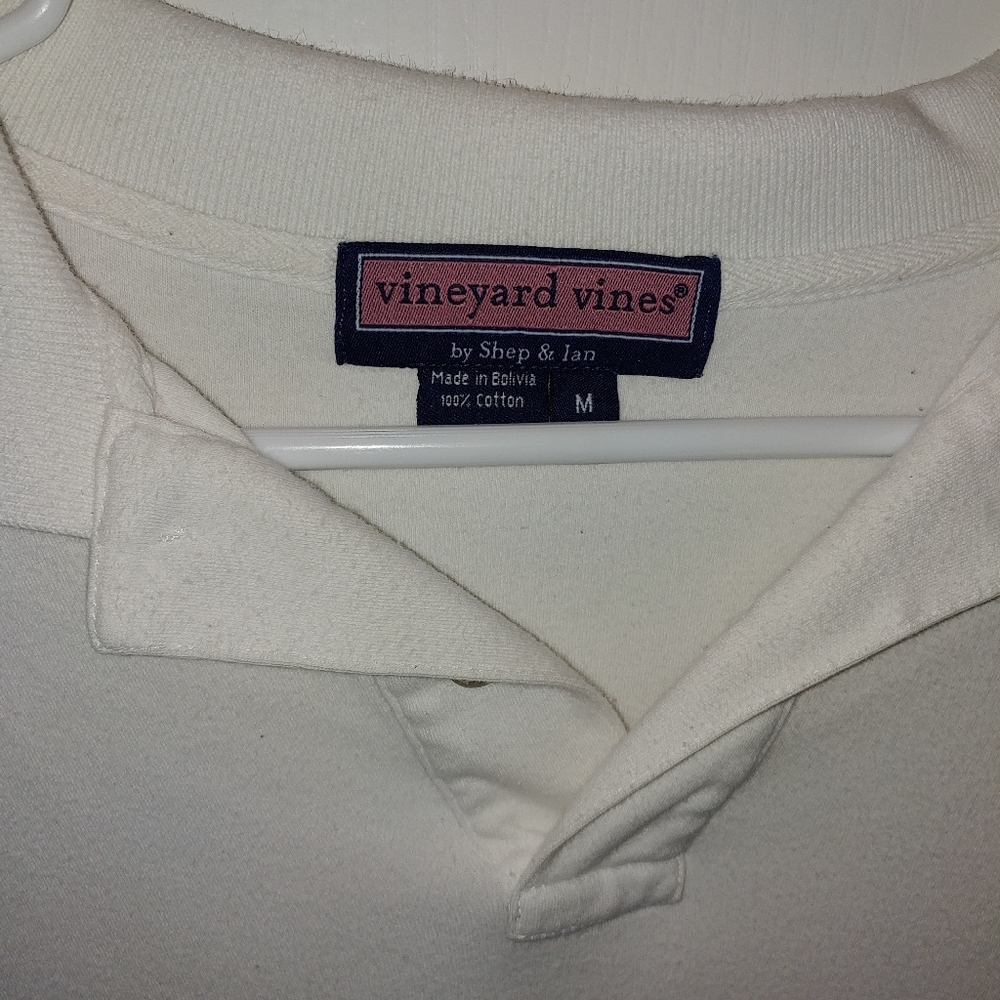 vineyard vines®
by Shep & Ian
Made in Bolivia
100% Cotton
M